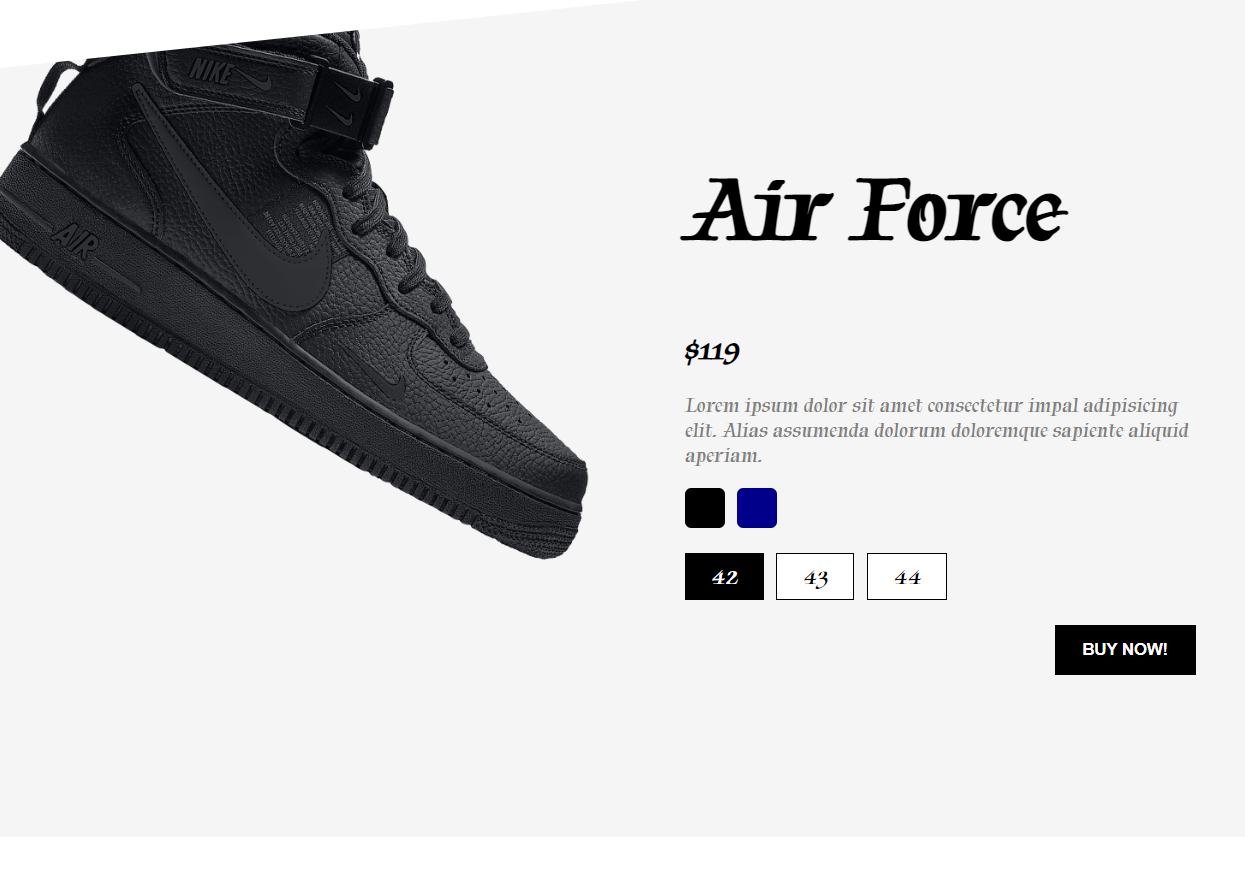 NIKE
AIR
Air Force
$119
Lorem ipsum dolor sit amet consectetur impal adipisicing
elit. Alias assumenda dolorum doloremque sapiente aliquid
aperiam.
42 43 44
BUY NOW!